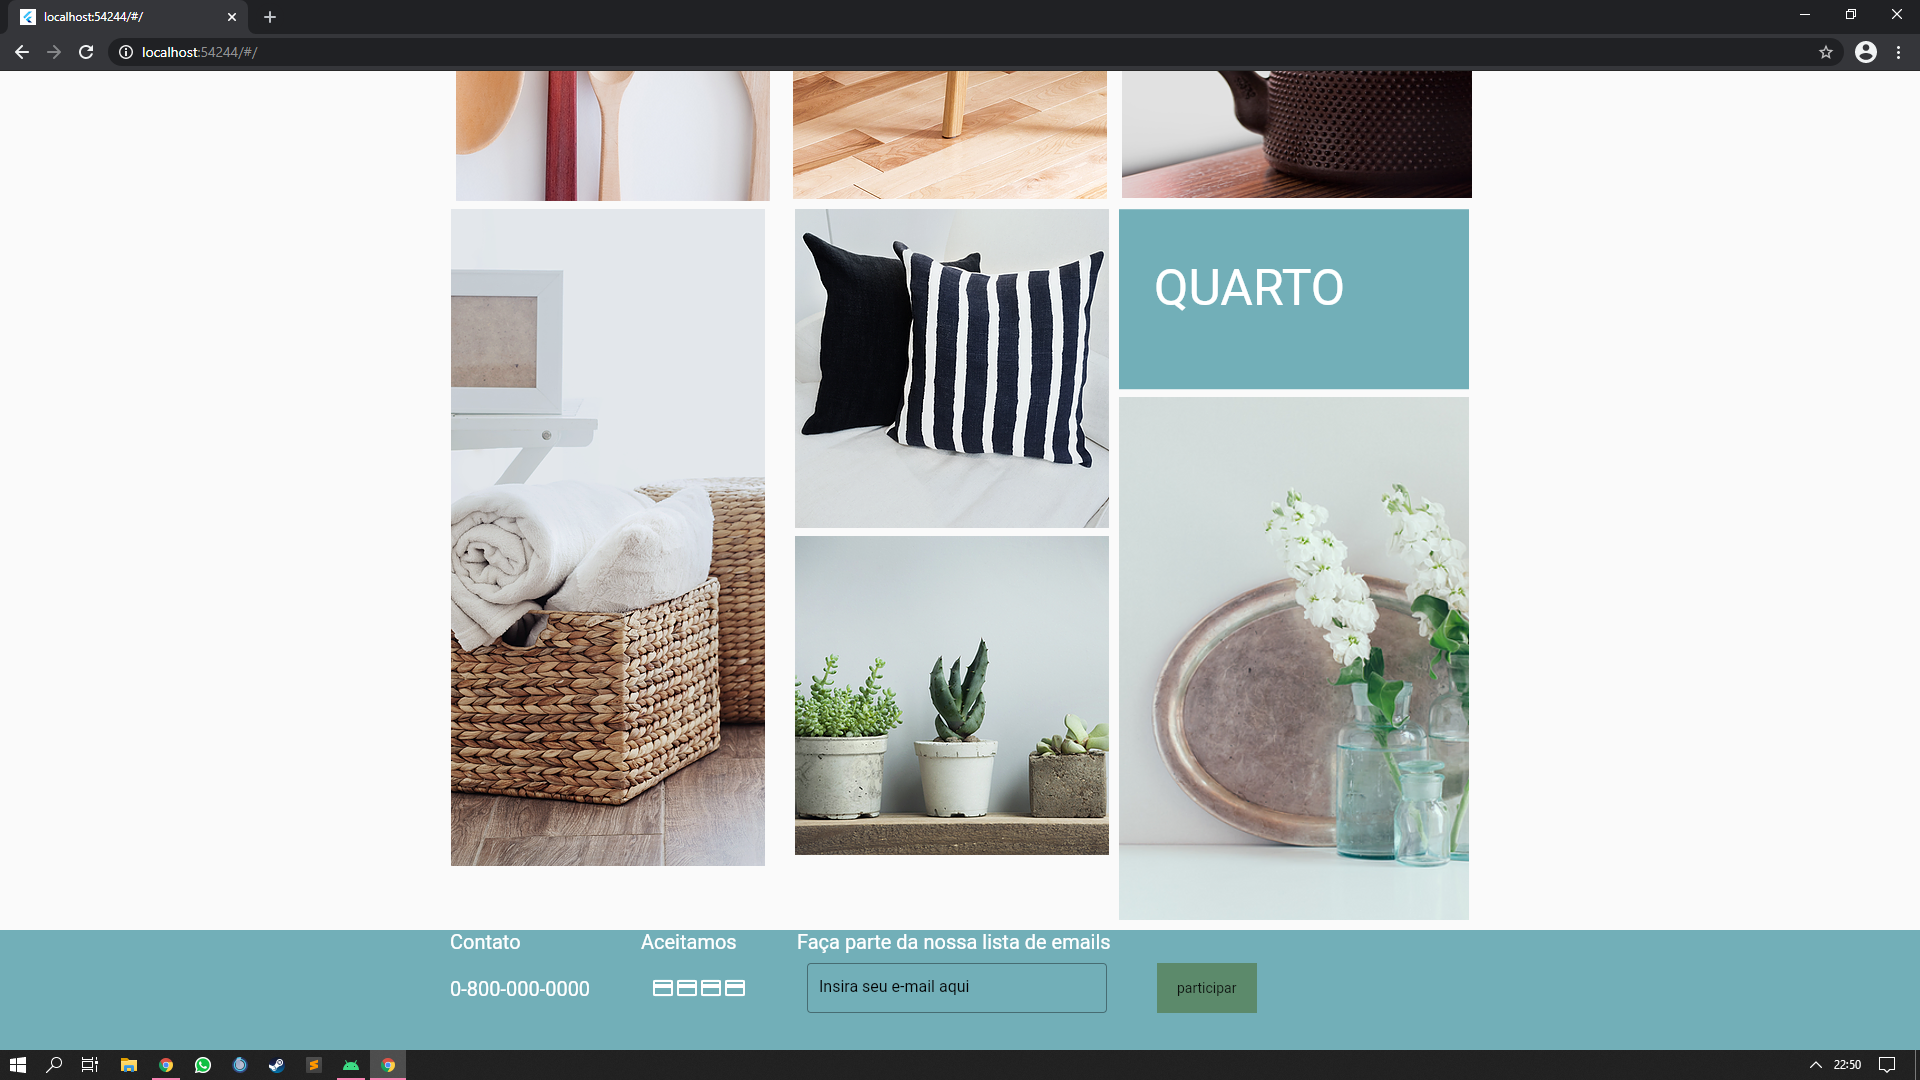 localhost:54244/#/
localhost:54244/#/
QUARTO
Contato
Aceitamos
Faça parte da nossa lista de emails
0-800-000-0000
Insira seu e-mail aqui
participar
22:50